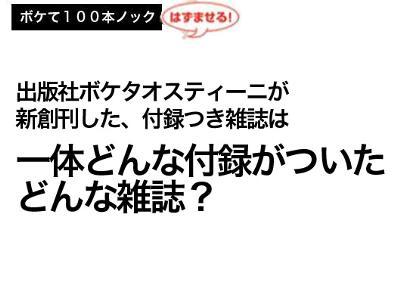 ボケて１００本ノック
はずませる！
出版社ボケタオスティーニが
新創刊した、付録つき雑誌は
一体どんな付録がついた
どんな雑誌？